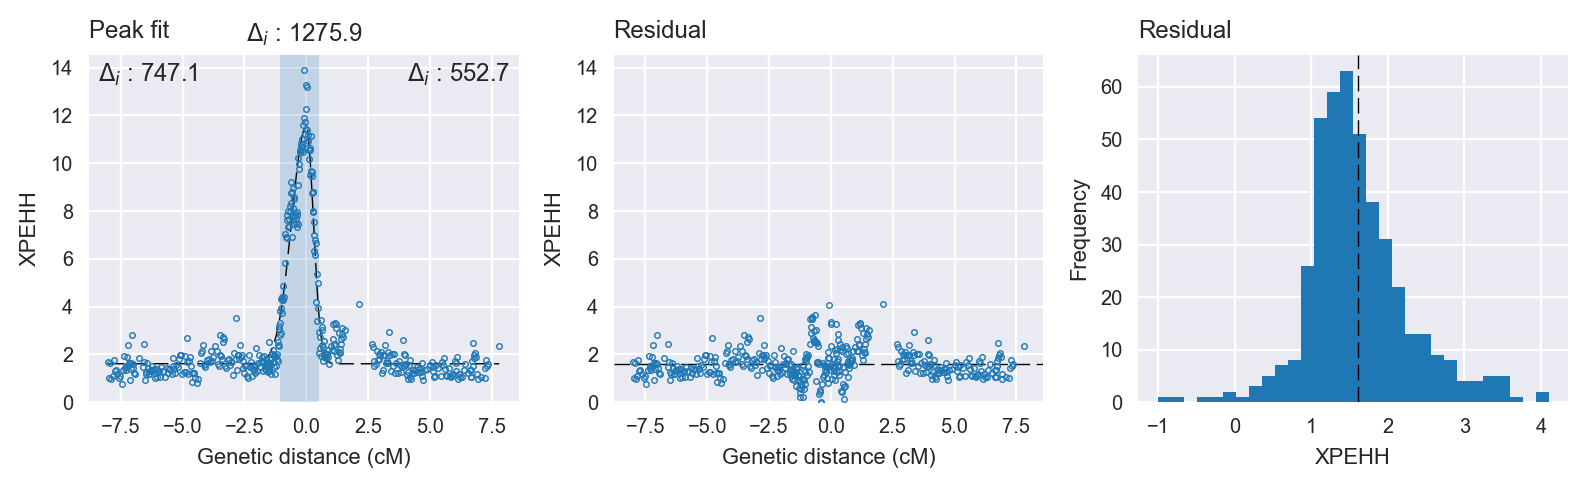 Peak fit
Δi : 1275.9
Δi : 747.1
Δi : 552.7
14
12
10
8
6
4
2
0
XPEHH
−7.5 −5.0 −2.5 0.0 2.5 5.0 7.5
Genetic distance (cM)
Residual
14
12
10
8
6
4
2
0
XPEHH
−7.5 −5.0 −2.5 0.0 2.5 5.0 7.5
Genetic distance (cM)
Residual
60
50
40
30
20
10
0
Frequency
−1 0 1 2 3 4
XPEHH